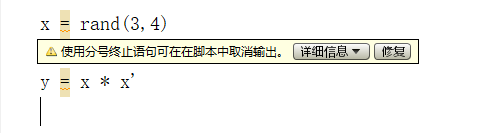 x = rand(3,4)
使用分号终止语句可在在脚本中取消输出。 详细信息 修复
y = x * x'